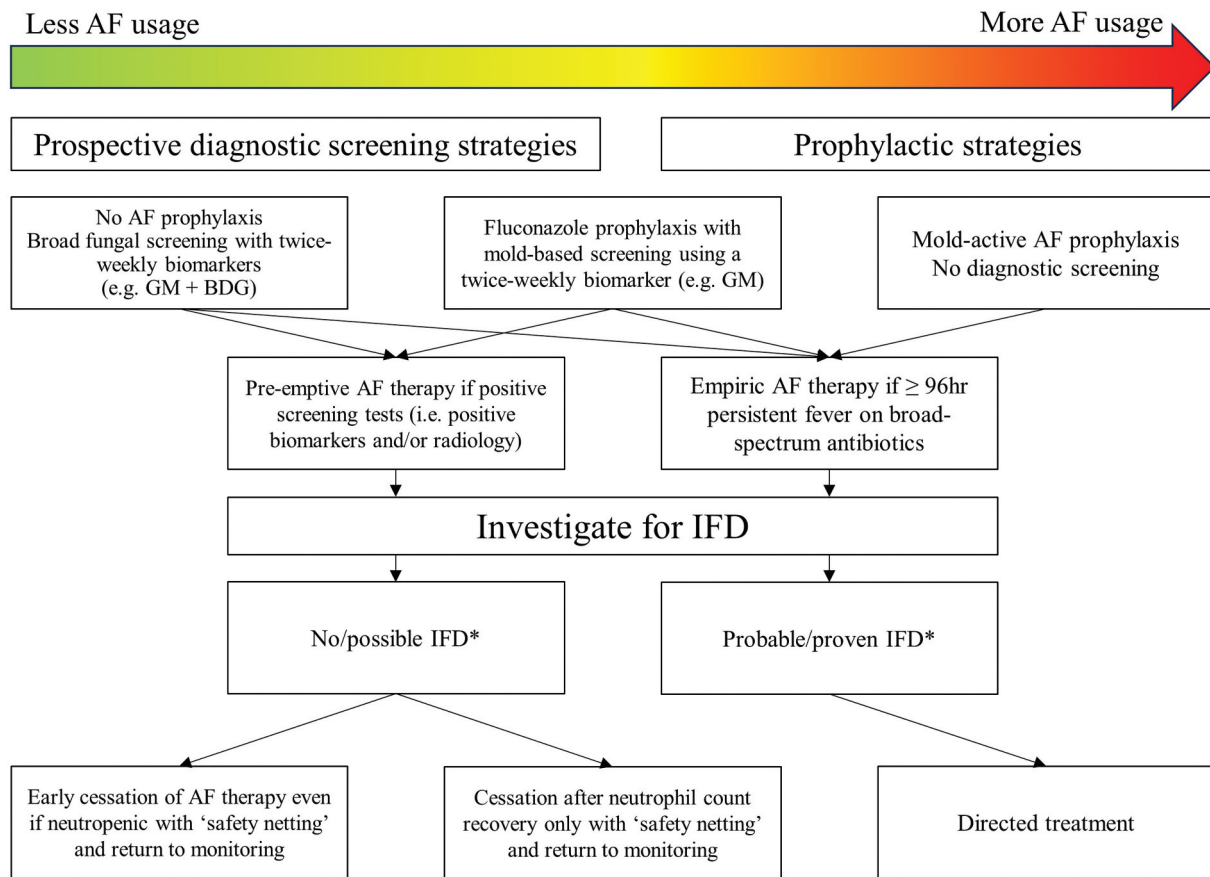 Less AF usage
More AF usage
Prospective diagnostic screening strategies
Prophylactic strategies
No AF prophylaxis
Broad fungal screening with twice-
weekly biomarkers
(e.g. GM + BDG)
Fluconazole prophylaxis with
mold-based screening using a
twice-weekly biomarker (e.g. GM)
Mold-active AF prophylaxis
No diagnostic screening
Pre-emptive AF therapy if positive
screening tests (i.e. positive
biomarkers and/or radiology)
Empiric AF therapy if ≥ 96hr
persistent fever on broad-
spectrum antibiotics
Investigate for IFD
No/possible IFD*
Probable/proven IFD*
Early cessation of AF therapy even
if neutropenic with ‘safety netting’
and return to monitoring
Cessation after neutrophil count
recovery only with ‘safety netting’
and return to monitoring
Directed treatment